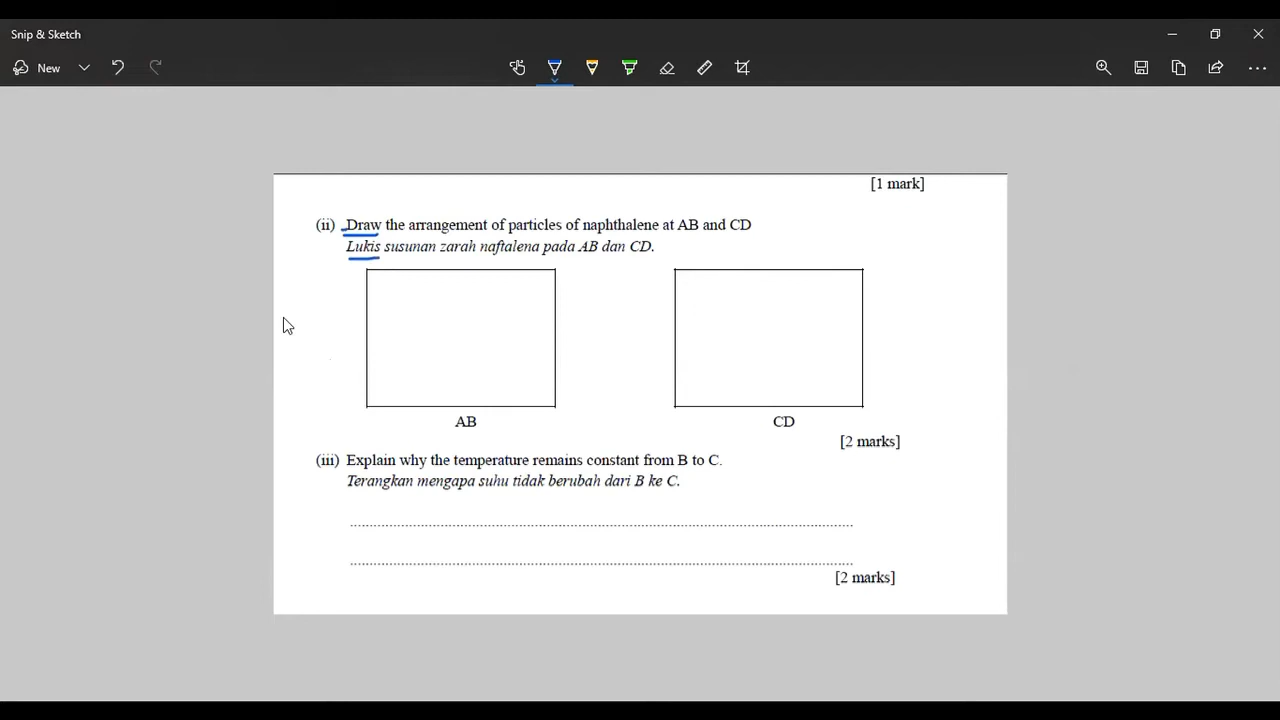 Snip & Sketch
New
[1 mark]
(ii) Draw the arrangement of particles of naphthalene at AB and CD
Lukis susunan zarah naftalena pada AB dan CD.
AB
CD
[2 marks]
(iii) Explain why the temperature remains constant from B to C.
Terangkan mengapa suhu tidak berubah dari B ke C.
[2 marks]